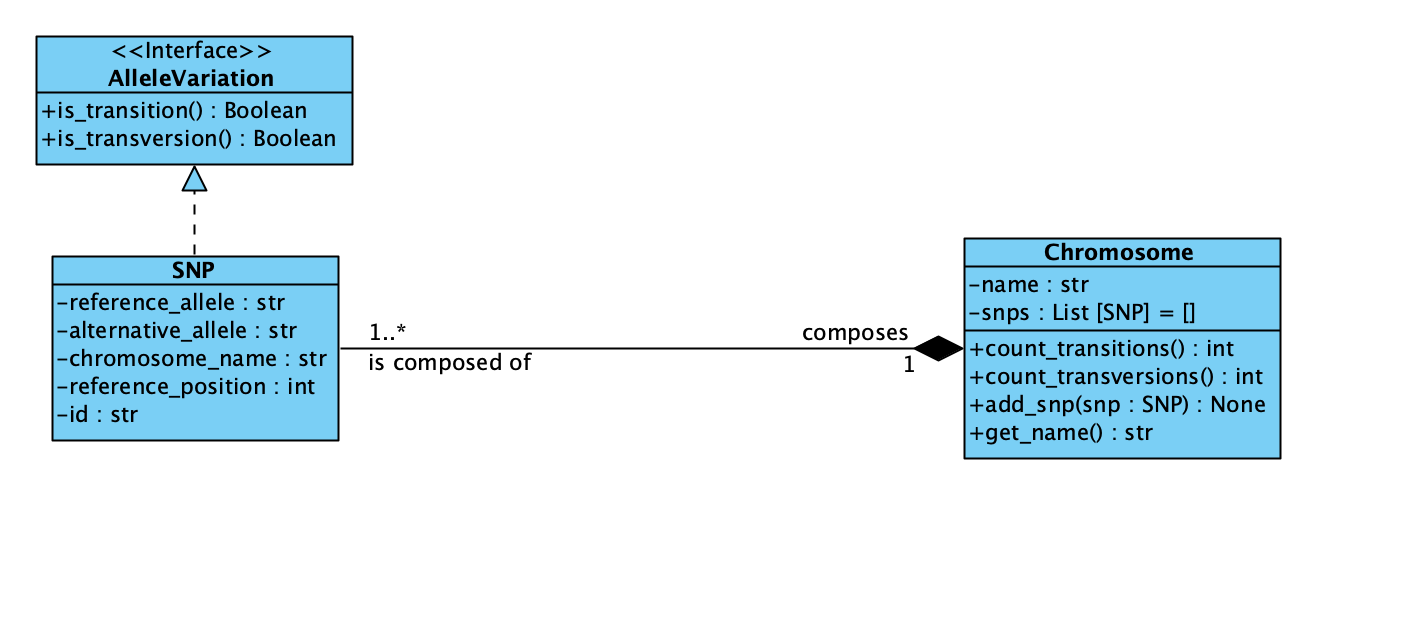 <<Interface>>
AlleleVariation
+is_transition() : Boolean
+is_transversion() : Boolean
SNP
-reference_allele : str
-alternative_allele : str
-chromosome_name : str
-reference_position : int
-id : str
1..*
is composed of
composes
1
Chromosome
-name : str
-snps : List [SNP] = []
+count_transitions() : int
+count_transversions() : int
+add_snp(snp : SNP) : None
+get_name() : str